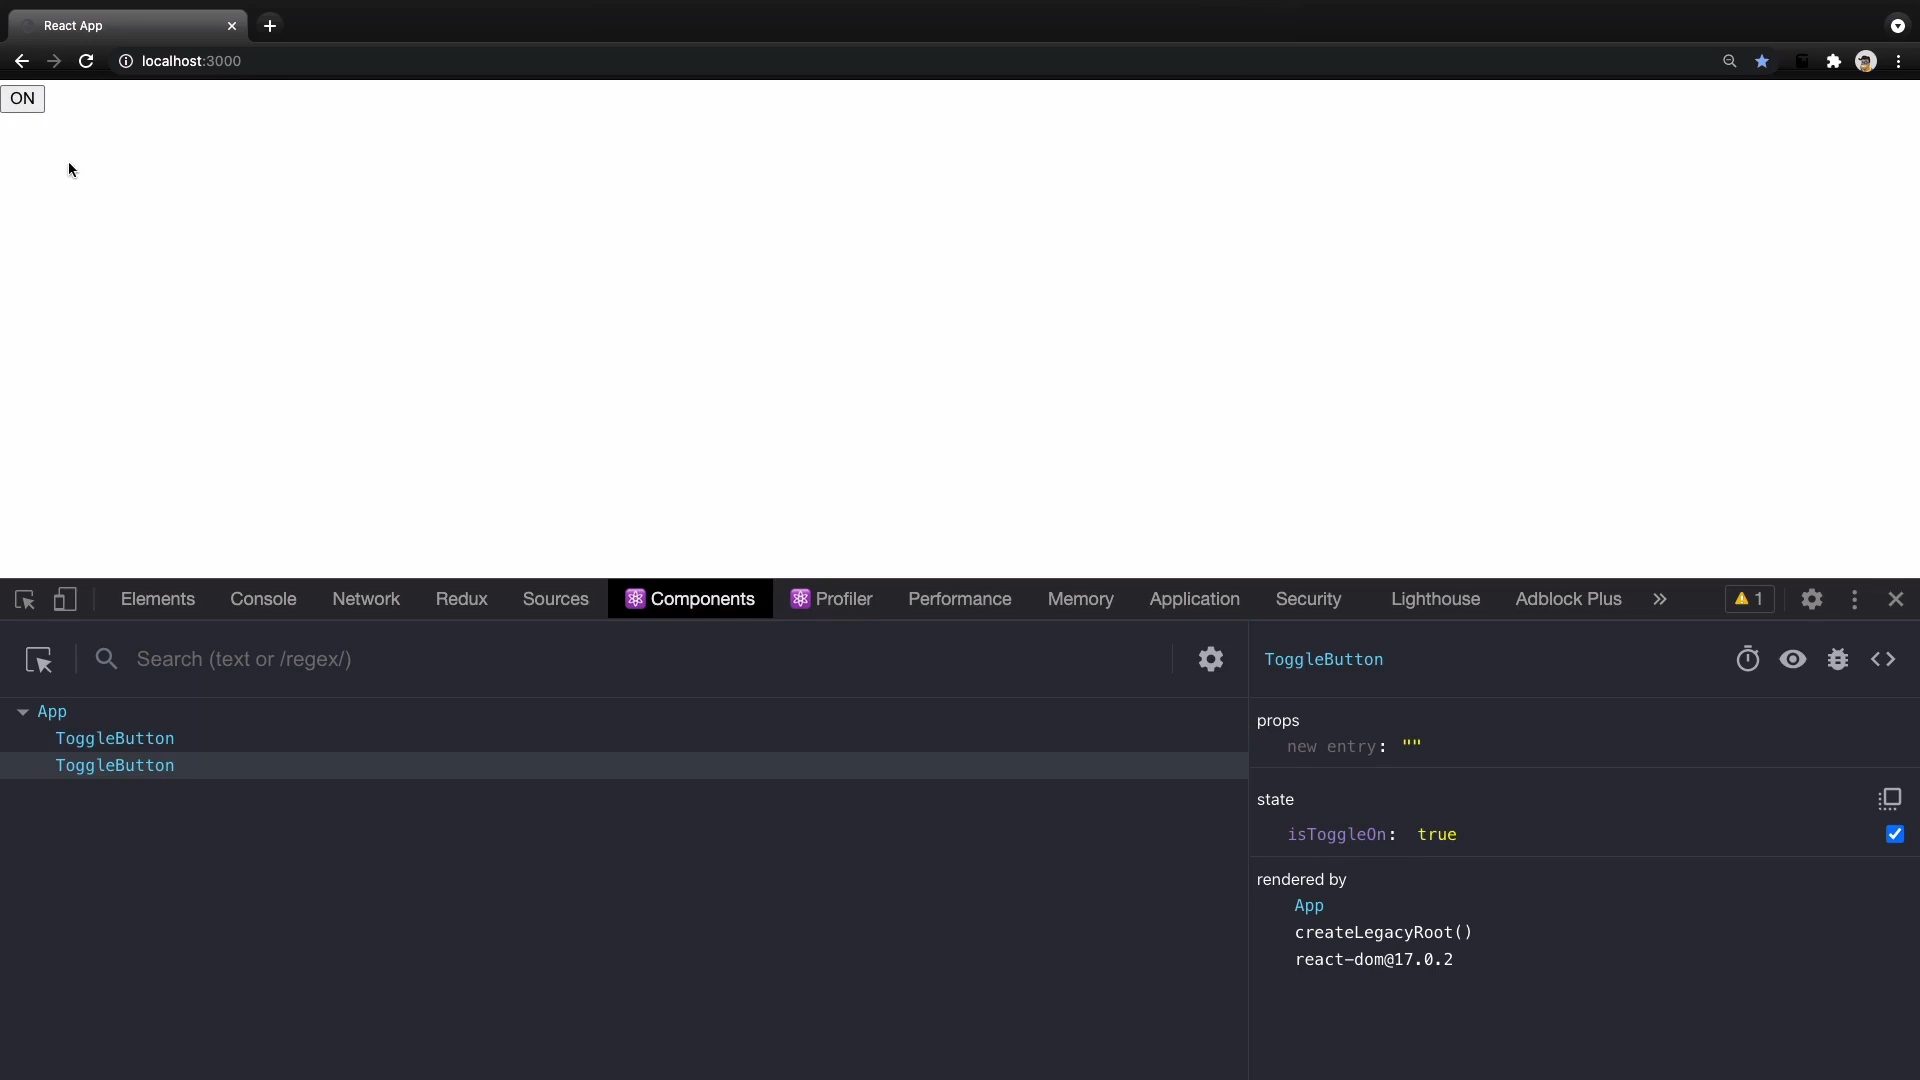 React App
localhost:3000
ON
Elements Console Network Redux Sources Components Profiler Performance Memory Application Security Lighthouse Adblock Plus 1
Search (text or /regex/)
ToggleButton
App
ToggleButton
ToggleButton
props
new entry: ""
state
isToggleOn: true
rendered by
App
createLegacyRoot()
react-dom@17.0.2